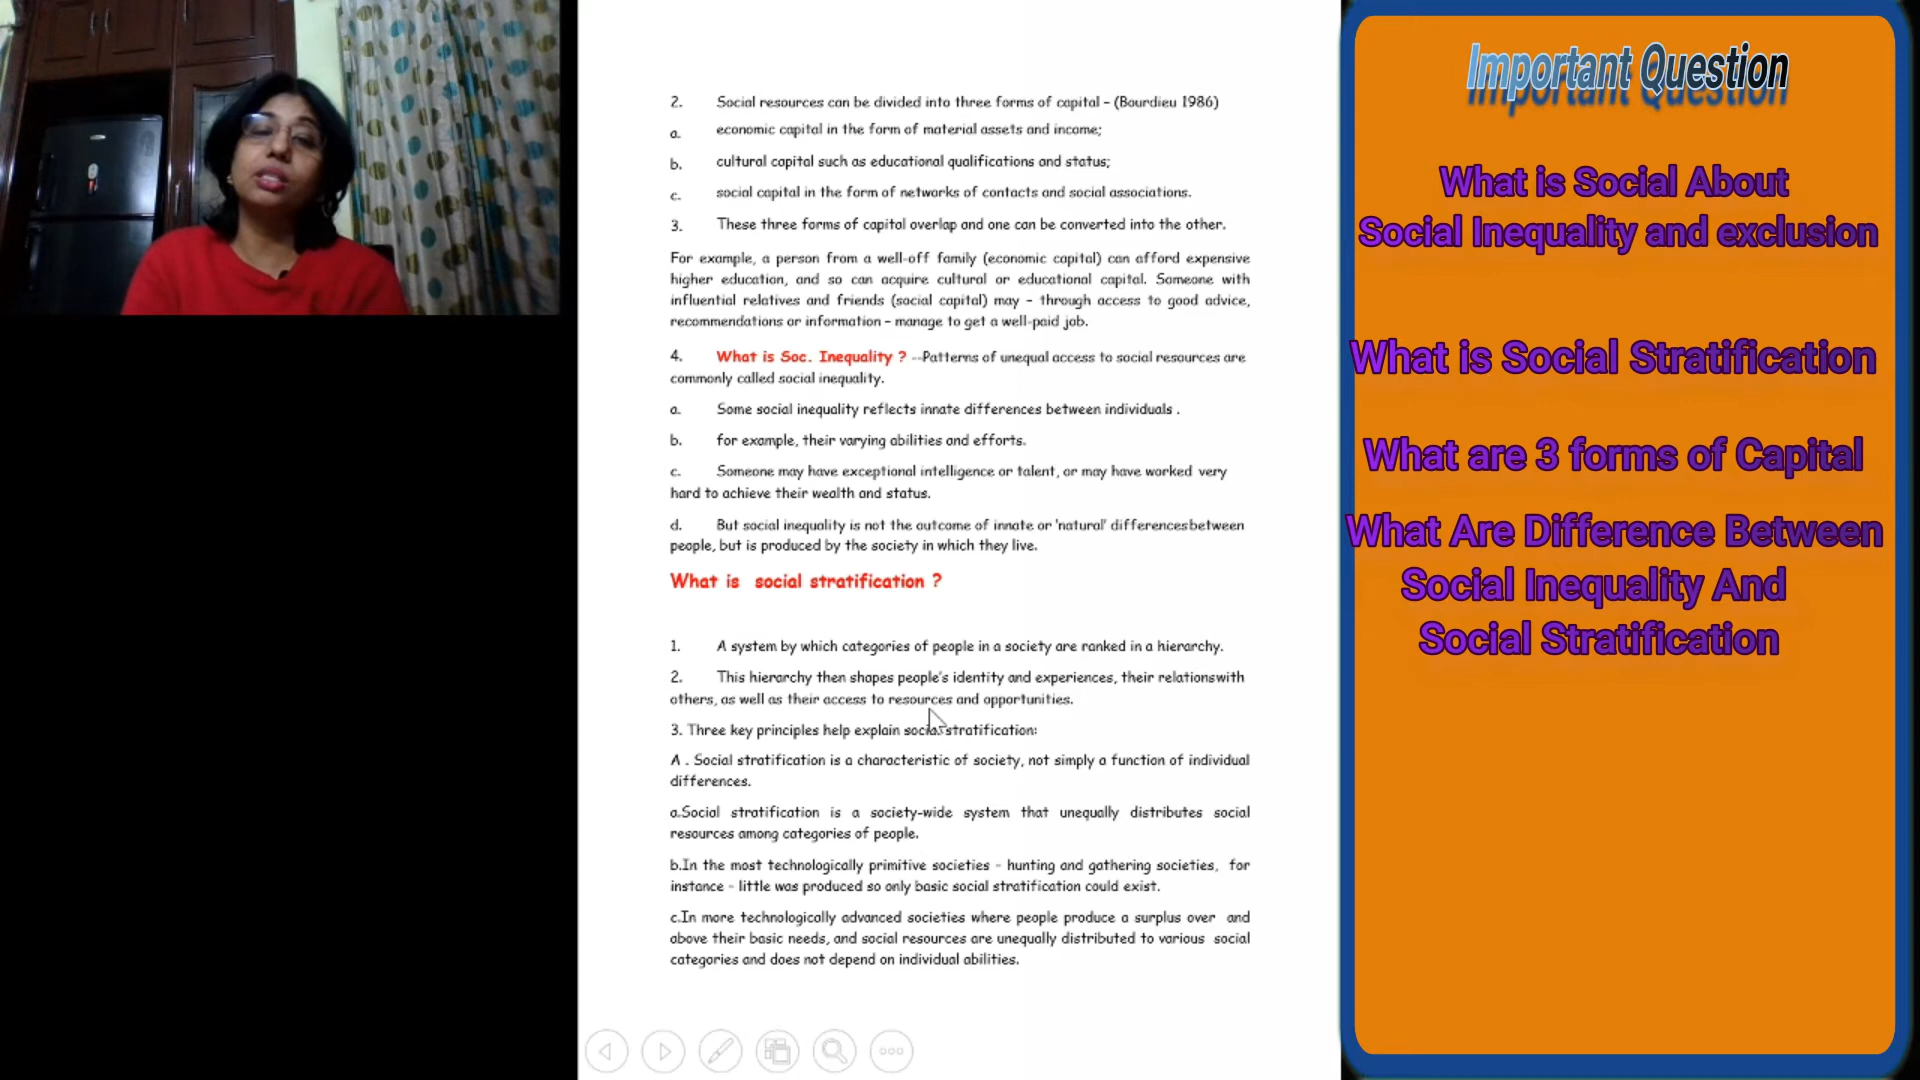 2. Social resources can be divided into three forms of capital – (Bourdieu 1986)
a. economic capital in the form of material assets and income;
b. cultural capital such as educational qualifications and status;
c. social capital in the form of networks of contacts and social associations.
3. These three forms of capital overlap and one can be converted into the other.
For example, a person from a well-off family (economic capital) can afford expensive
higher education, and so can acquire cultural or educational capital. Someone with
influential relatives and friends (social capital) may – through access to good advice,
recommendations or information – manage to get a well-paid job.
4. What is Soc. Inequality ? --Patterns of unequal access to social resources are
commonly called social inequality.
a. Some social inequality reflects innate differences between individuals .
b. for example, their varying abilities and efforts.
c. Someone may have exceptional intelligence or talent, or may have worked very
hard to achieve their wealth and status.
d. But social inequality is not the outcome of innate or 'natural' differencesbetween
people, but is produced by the society in which they live.
What is social stratification ?
1. A system by which categories of people in a society are ranked in a hierarchy.
2. This hierarchy then shapes people's identity and experiences, their relationswith
others, as well as their access to resources and opportunities.
3. Three key principles help explain social stratification:
A . Social stratification is a characteristic of society, not simply a function of individual
differences.
a.Social stratification is a society-wide system that unequally distributes social
resources among categories of people.
b.In the most technologically primitive societies – hunting and gathering societies, for
instance – little was produced so only basic social stratification could exist.
c.In more technologically advanced societies where people produce a surplus over and
above their basic needs, and social resources are unequally distributed to various social
categories and does not depend on individual abilities.
Important Question
What is Social About
Social Inequality and exclusion
What is Social Stratification
What are 3 forms of Capital
What Are Difference Between
Social Inequality And
Social Stratification